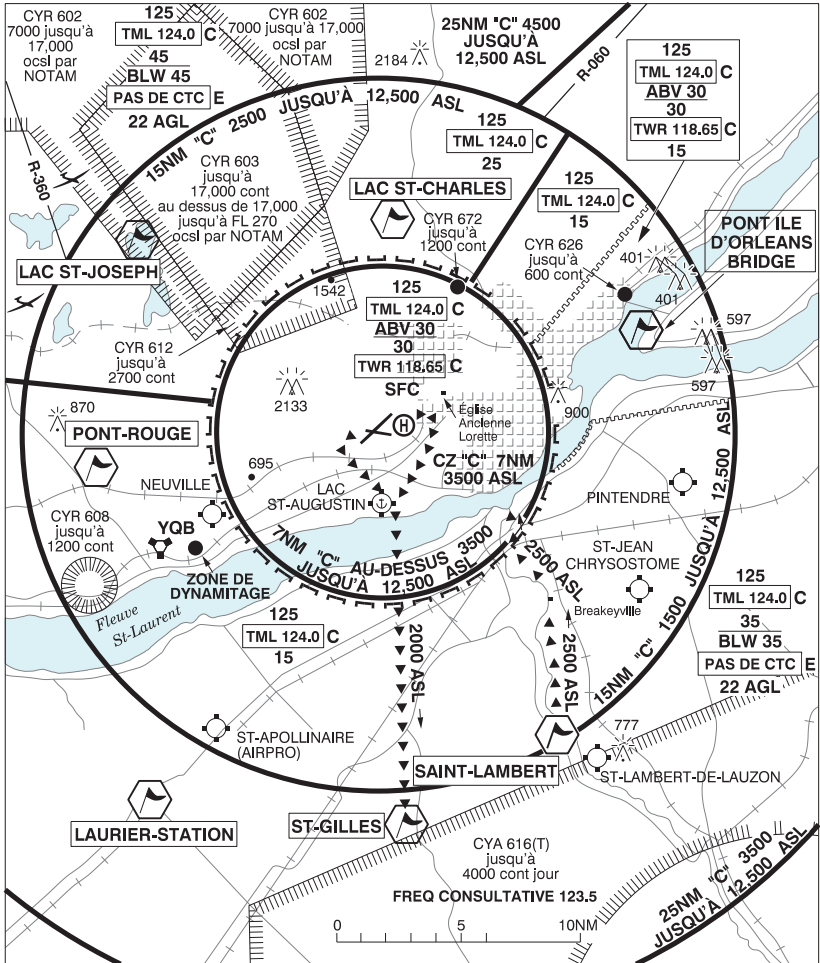 CYR 602
7000 jusqu'à
17,000
ocsl par
NOTAM
125
TML 124.0 C
45
BLW 45
PAS DE CTC E
22 AGL
CYR 602
7000 jusqu'à 17,000
ocsl par
NOTAM
2184
25NM "C" 4500
JUSQU'À
12,500 ASL
R-060
125
TML 124.0 C
ABV 30
30
TWR 118.65 C
15
15NM "C" 2500 JUSQU'À 12,500 ASL
125
TML 124.0 C
25
R-360
CYR 603
jusqu'à
17,000 cont
au dessus de 17,000
jusqu'à FL 270
ocsl par NOTAM
LAC ST-CHARLES
125
TML 124.0 C
15
CYR 672
jusqu'à
1200 cont
PONT ILE
D'ORLEANS
BRIDGE
CYR 626
jusqu'à
600 cont
401
401
LAC ST-JOSEPH
1542
125
TML 124.0 C
ABV 30
30
TWR 118.65 C
SFC
597
597
CYR 612
jusqu'à
2700 cont
2133
900
870
PONT-ROUGE
H
Église
Ancienne
Lorette
CZ "C" 7NM
3500 ASL
695
NEUVILLE
LAC
ST-AUGUSTIN
PINTENDRE
CYR 608
jusqu'à
1200 cont
YQB
ZONE DE
DYNAMITAGE
7NM "C" AU-DESSUS 3500
JUSQU'À 12,500 ASL
2500 ASL
ST-JEAN
CHRYSOSTOME
Breakeyville
Fleuve
St-Laurent
125
TML 124.0 C
15
2000 ASL
2500 ASL
15NM "C" 1500 JUSQU'À 12,500 ASL
125
TML 124.0 C
35
BLW 35
PAS DE CTC E
22 AGL
ST-APOLLINAIRE
(AIRPRO)
777
SAINT-LAMBERT
ST-LAMBERT-DE-LAUZON
LAURIER-STATION
ST-GILLES
CYA 616(T)
jusqu'à
4000 cont jour
FREQ CONSULTATIVE 123.5
25NM "C" 3500
JUSQU'À 12,500 ASL
0 5 10NM